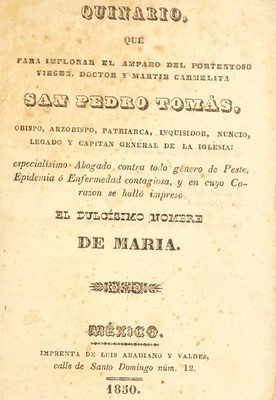 QUINARIO,
QUE
PARA IMPLORAR EL AMPARO DEL PORTENTOSO
VIRGEN, DOCTOR Y MARTIR CARMELITA
SAN PEDRO TOMÁS,
OBISPO, ARZOBISPO, PATRIARCA, INQUISIDOR, NUNCIO,
LEGADO Y CAPITAN GENERAL DE LA IGLESIA:
especialisimo Abogado contra todo género de Peste,
Epidemia ó Enfermedad contagiosa, y en cuyo Co-
razon se halló impreso
EL DULCÍSIMO NOMBRE
DE MARIA.
MÉXICO.
IMPRENTA DE LUIS ABADIANO Y VALDES,
calle de Santo Domingo núm. 12.
1850.